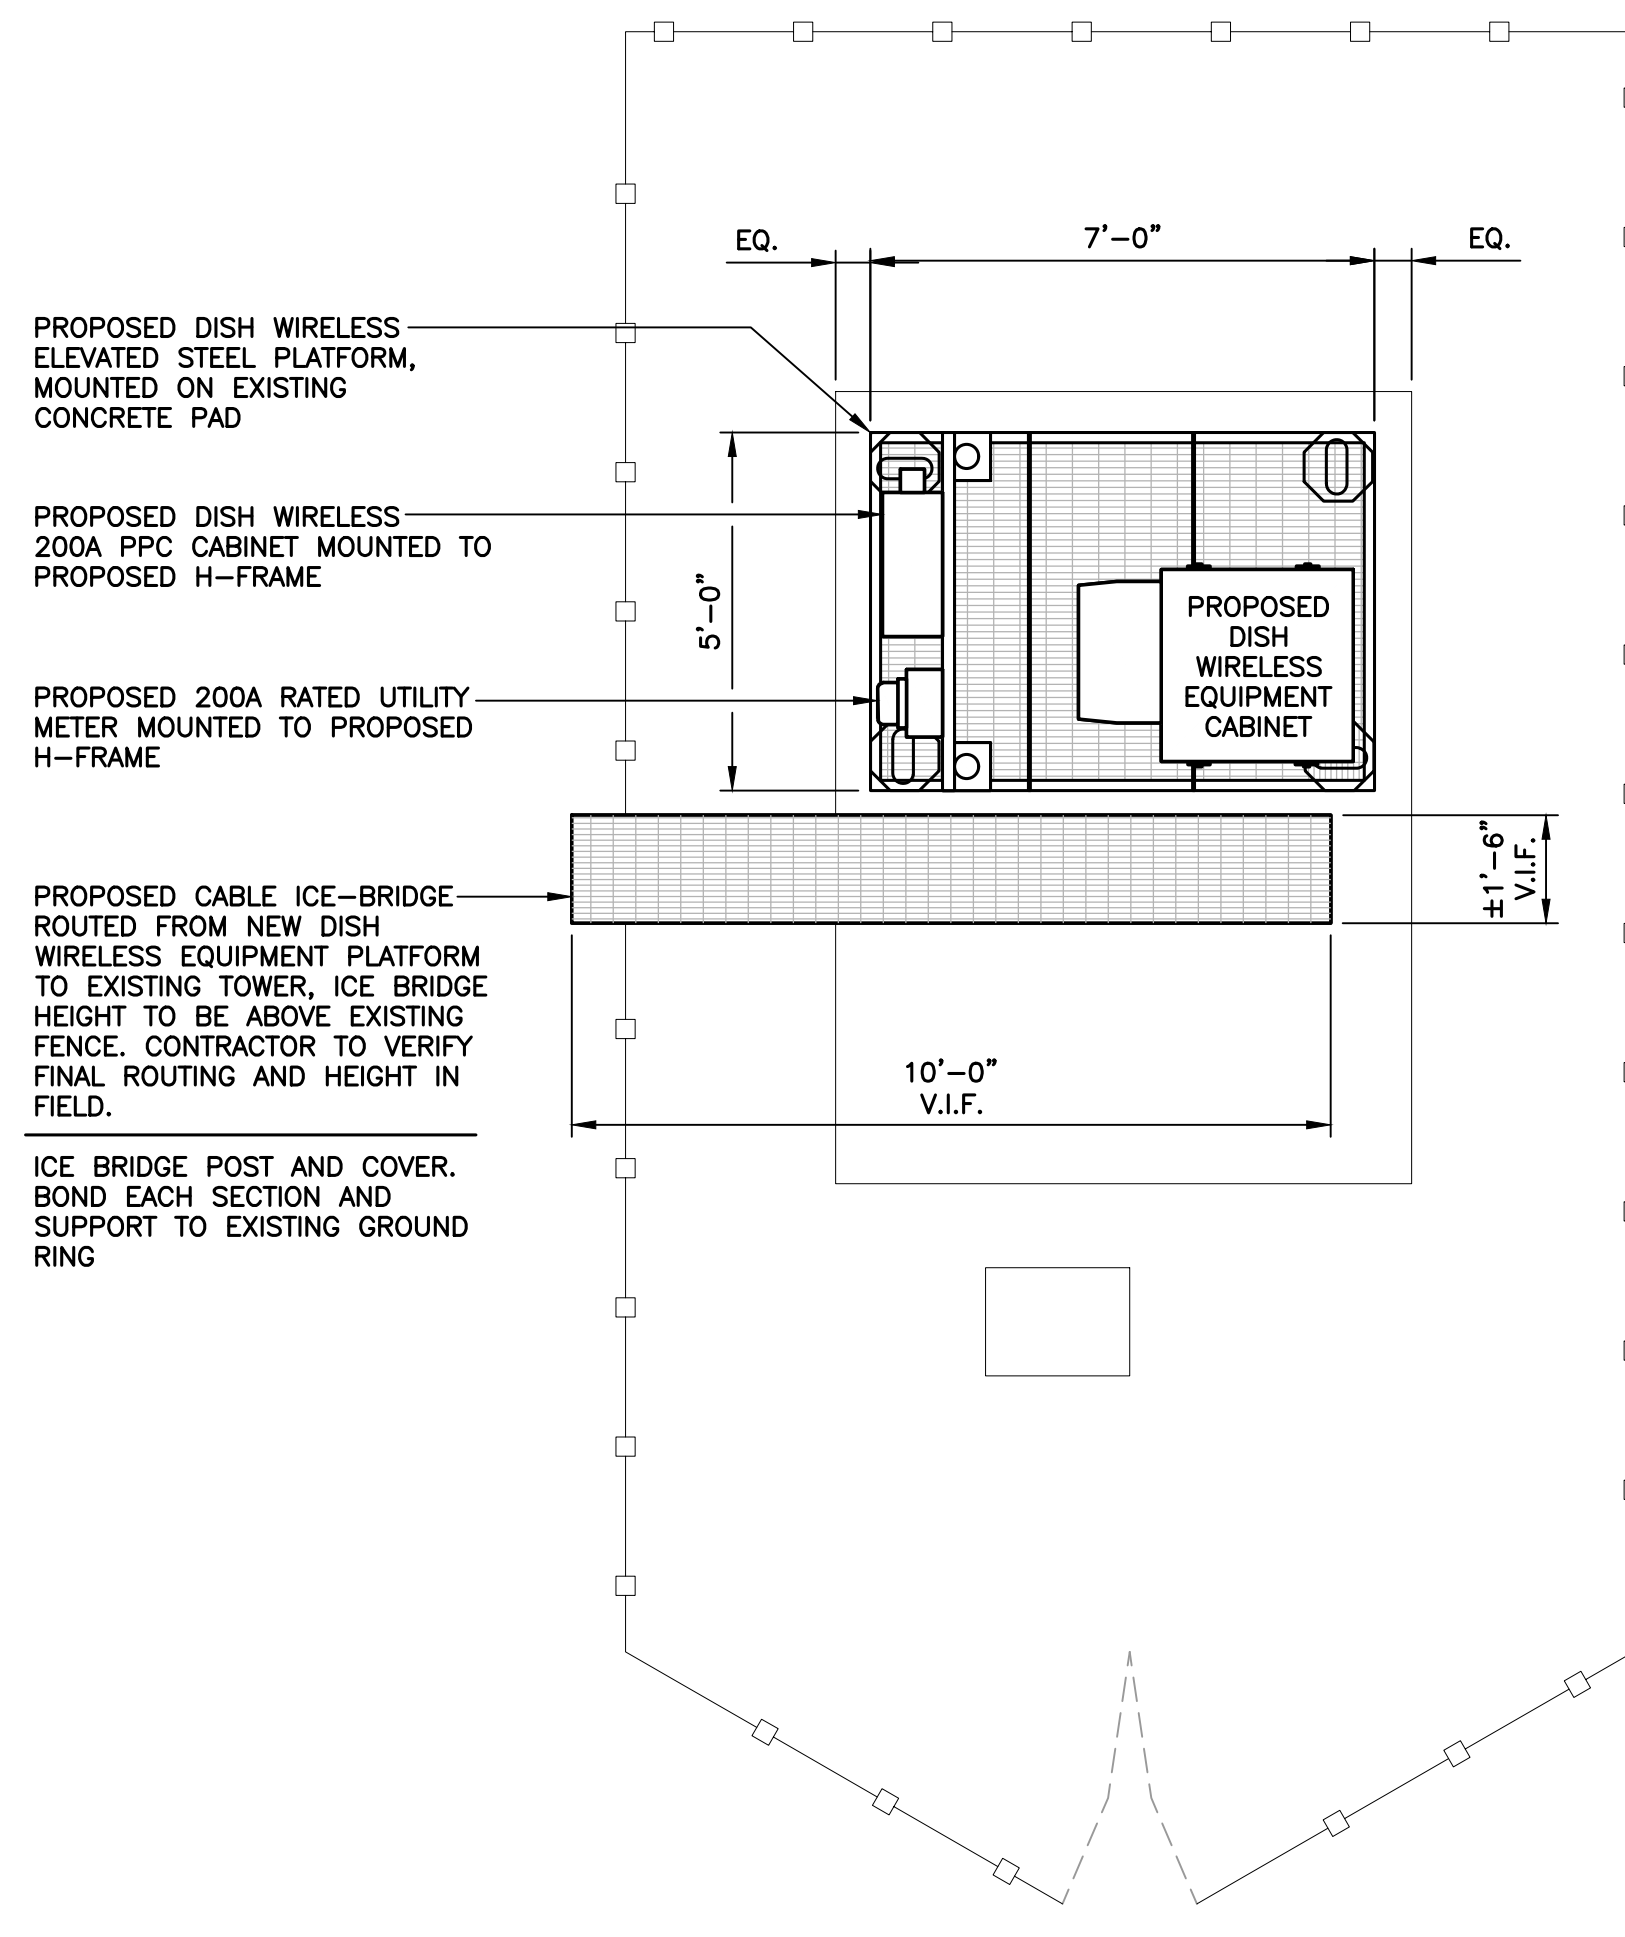 EQ.
7'-0"
EQ.
PROPOSED DISH WIRELESS
ELEVATED STEEL PLATFORM,
MOUNTED ON EXISTING
CONCRETE PAD
PROPOSED DISH WIRELESS
200A PPC CABINET MOUNTED TO
PROPOSED H-FRAME
5'-0"
PROPOSED
DISH
WIRELESS
EQUIPMENT
CABINET
PROPOSED 200A RATED UTILITY
METER MOUNTED TO PROPOSED
H-FRAME
±1'-6"
V.I.F.
PROPOSED CABLE ICE-BRIDGE
ROUTED FROM NEW DISH
WIRELESS EQUIPMENT PLATFORM
TO EXISTING TOWER, ICE BRIDGE
HEIGHT TO BE ABOVE EXISTING
FENCE. CONTRACTOR TO VERIFY
FINAL ROUTING AND HEIGHT IN
FIELD.
10'-0"
V.I.F.
ICE BRIDGE POST AND COVER.
BOND EACH SECTION AND
SUPPORT TO EXISTING GROUND
RING